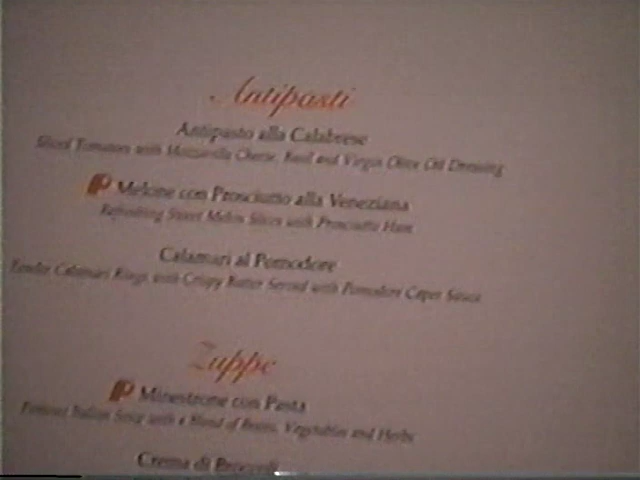 Antipasti
Antipasto alla Calabrese
Sliced Tomatoes with Mozzarella Cheese, Basil and Virgin Olive Oil Dressing
Melone con Prosciutto alla Veneziana
Refreshing Sweet Melon Slices with Prosciutto Ham
Calamari al Pomodoro
Tender Calamari Rings with Crispy Batter Served with Pomodoro Caper Sauce
Zuppe
Minestrone con Pasta
Famous Italian Soup with a Blend of Beans, Vegetables and Herbs
Crema di Broccoli